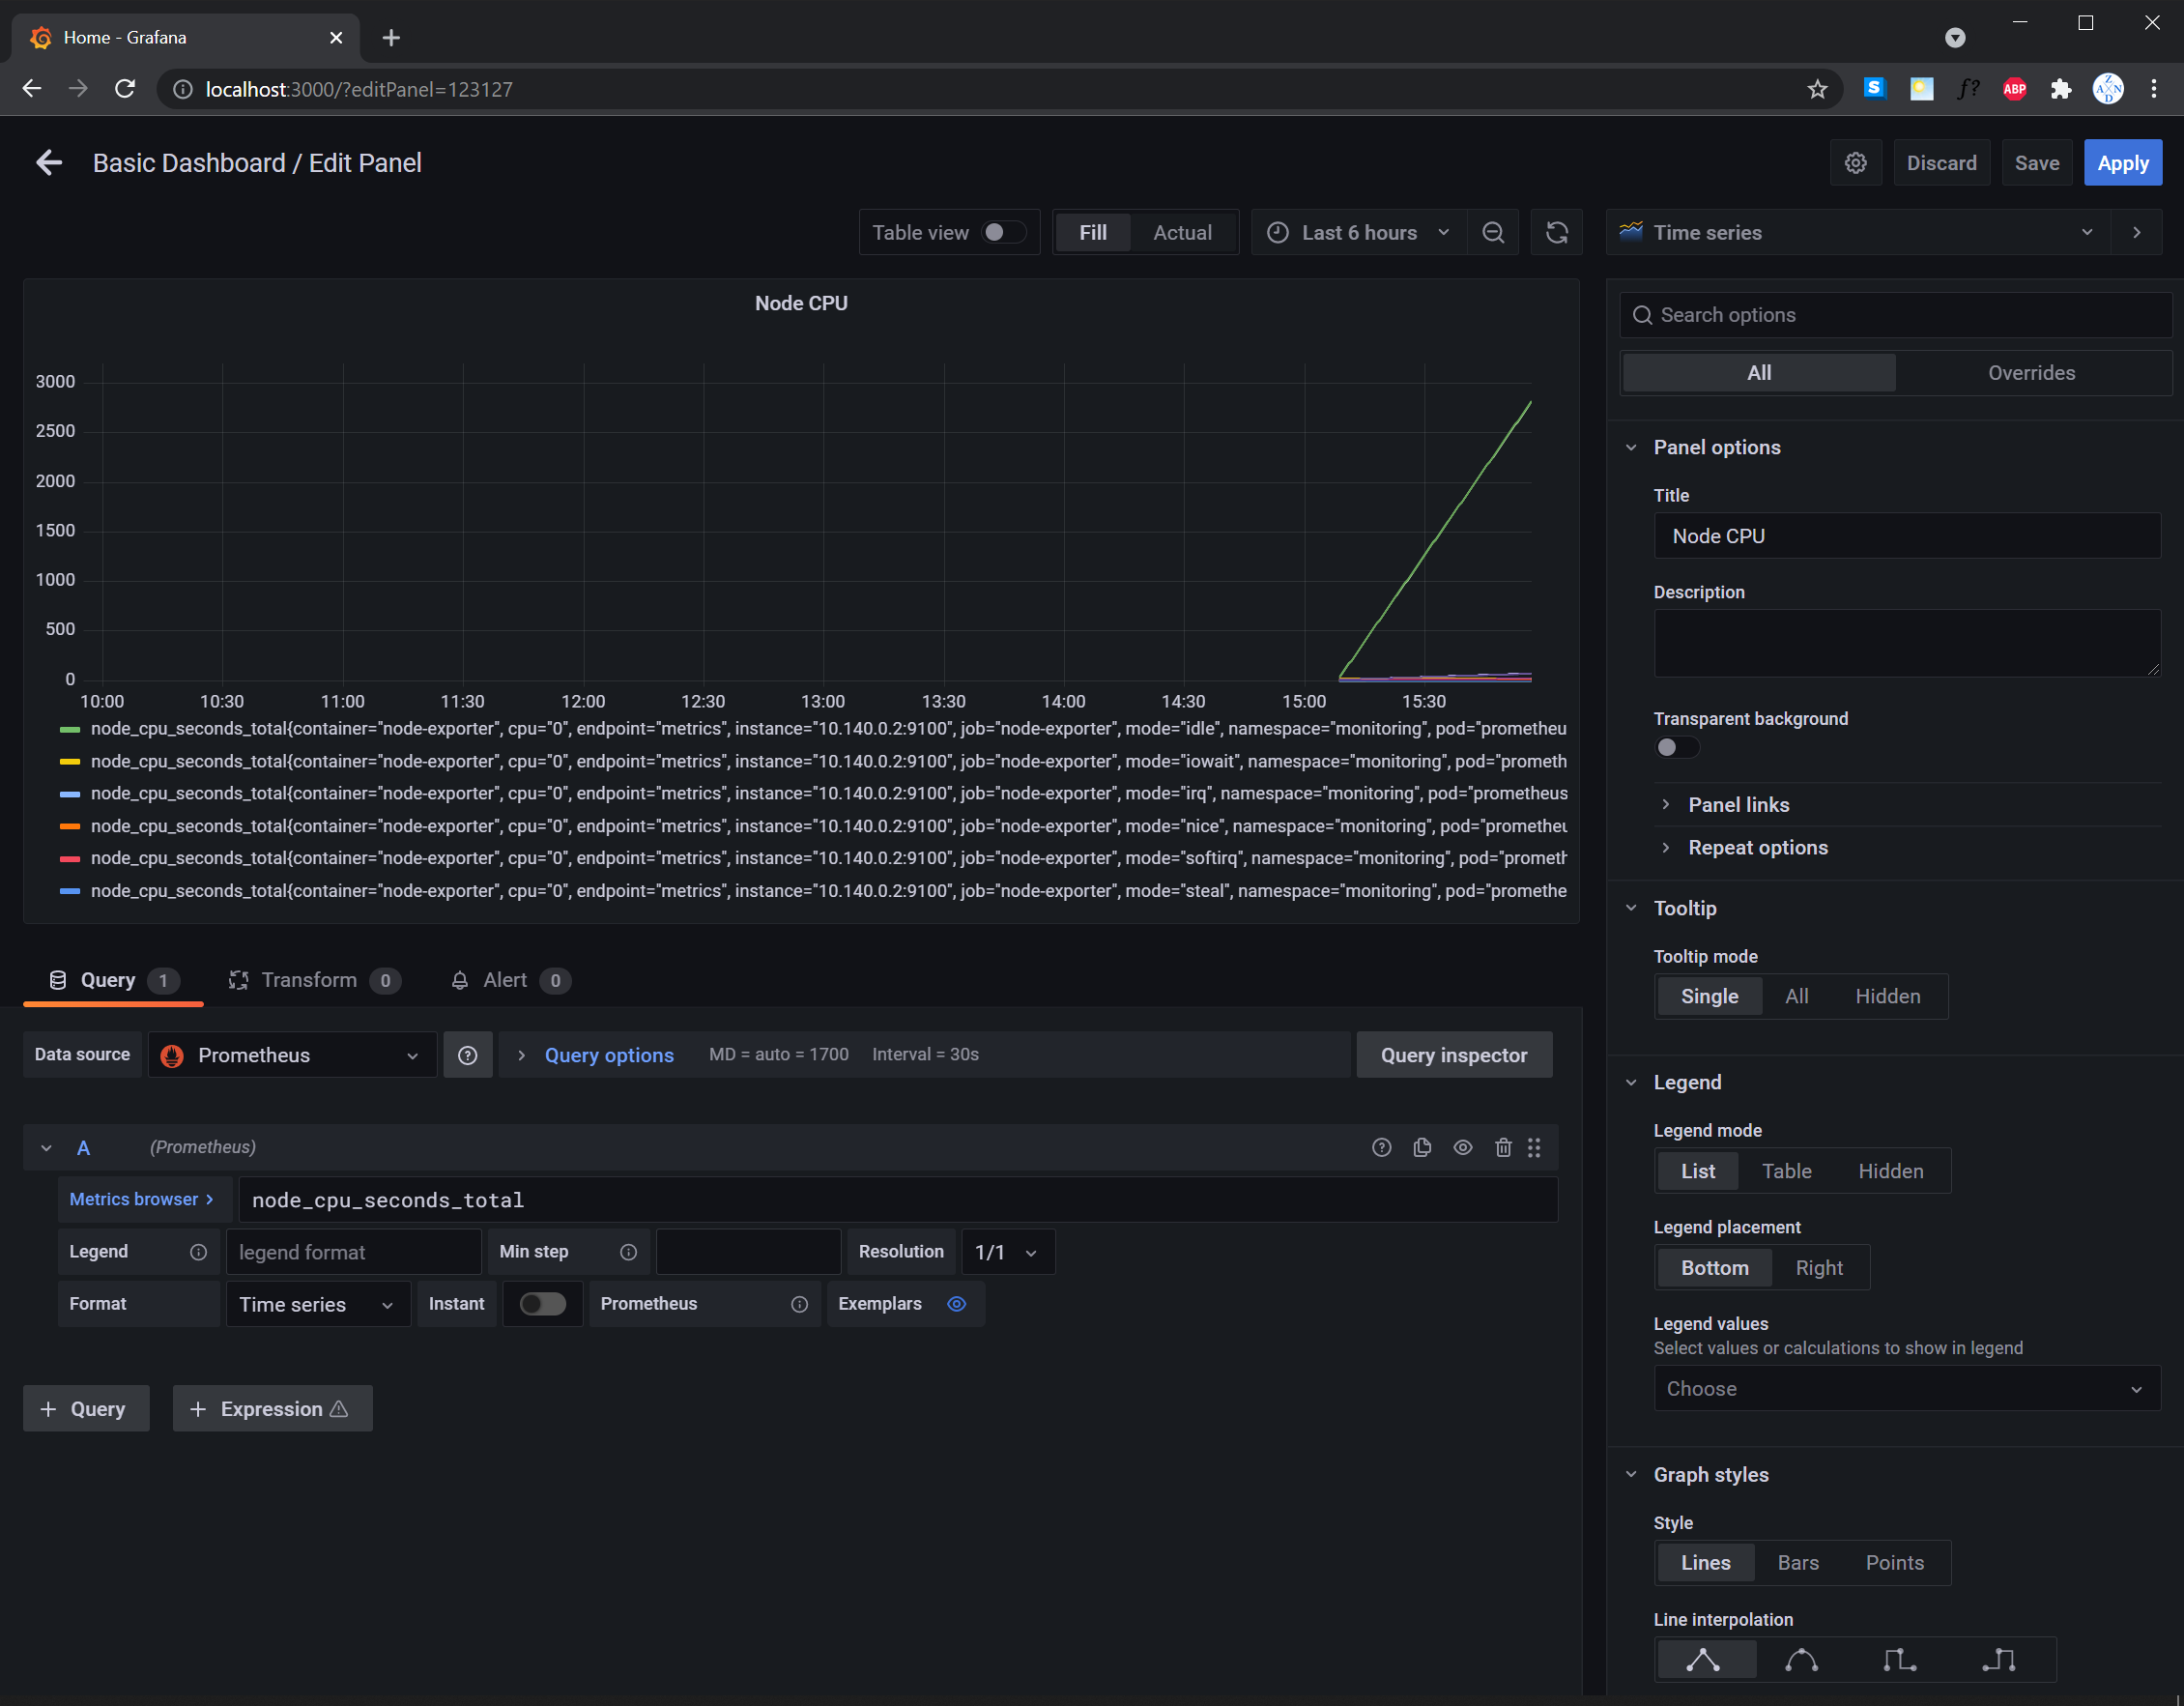 Home - Grafana
localhost:3000/?editPanel=123127
S
f?
ABP
Z
A X N
D
Basic Dashboard / Edit Panel
Discard
Save
Apply
Table view
Fill
Actual
Last 6 hours
Time series
Node CPU
3000
2500
2000
1500
1000
500
0
10:00 10:30 11:00 11:30 12:00 12:30 13:00 13:30 14:00 14:30 15:00 15:30
node_cpu_seconds_total{container="node-exporter", cpu="0", endpoint="metrics", instance="10.140.0.2:9100", job="node-exporter", mode="idle", namespace="monitoring", pod="prometheu
node_cpu_seconds_total{container="node-exporter", cpu="0", endpoint="metrics", instance="10.140.0.2:9100", job="node-exporter", mode="iowait", namespace="monitoring", pod="prometh
node_cpu_seconds_total{container="node-exporter", cpu="0", endpoint="metrics", instance="10.140.0.2:9100", job="node-exporter", mode="irq", namespace="monitoring", pod="prometheus
node_cpu_seconds_total{container="node-exporter", cpu="0", endpoint="metrics", instance="10.140.0.2:9100", job="node-exporter", mode="nice", namespace="monitoring", pod="prometheu
node_cpu_seconds_total{container="node-exporter", cpu="0", endpoint="metrics", instance="10.140.0.2:9100", job="node-exporter", mode="softirq", namespace="monitoring", pod="prometh
node_cpu_seconds_total{container="node-exporter", cpu="0", endpoint="metrics", instance="10.140.0.2:9100", job="node-exporter", mode="steal", namespace="monitoring", pod="promethe
Query 1
Transform 0
Alert 0
Data source
Prometheus
Query options
MD = auto = 1700
Interval = 30s
Query inspector
A
(Prometheus)
Metrics browser >
node_cpu_seconds_total
Legend
legend format
Min step
Resolution
1/1
Format
Time series
Instant
Prometheus
Exemplars
+ Query
+ Expression
Search options
All
Overrides
Panel options
Title
Node CPU
Description
Transparent background
Panel links
Repeat options
Tooltip
Tooltip mode
Single
All
Hidden
Legend
Legend mode
List
Table
Hidden
Legend placement
Bottom
Right
Legend values
Select values or calculations to show in legend
Choose
Graph styles
Style
Lines
Bars
Points
Line interpolation